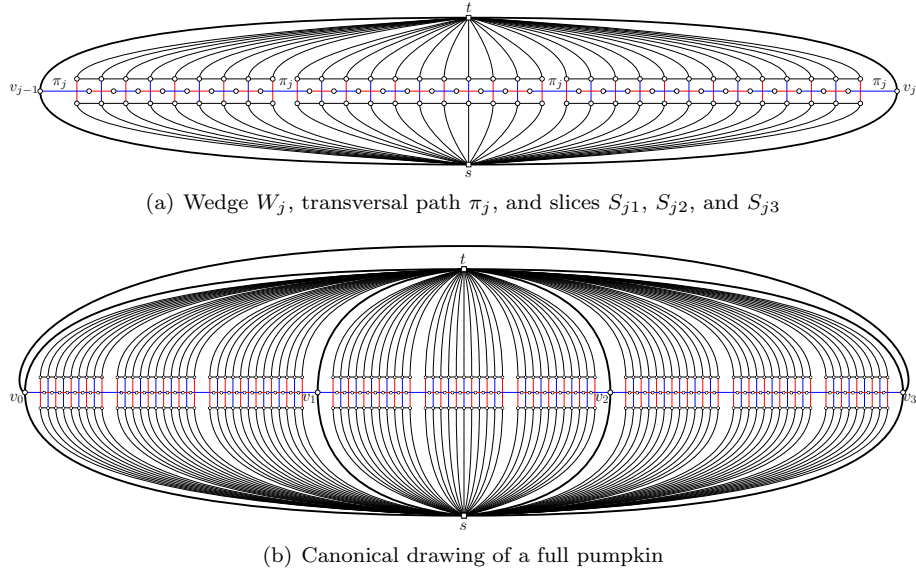 t
v_{j−1} π_j π_j π_j π_j v_j
s
(a) Wedge W_j, transversal path π_j, and slices S_{j1}, S_{j2}, and S_{j3}
t
v_0 v_1 v_2 v_3
s
(b) Canonical drawing of a full pumpkin